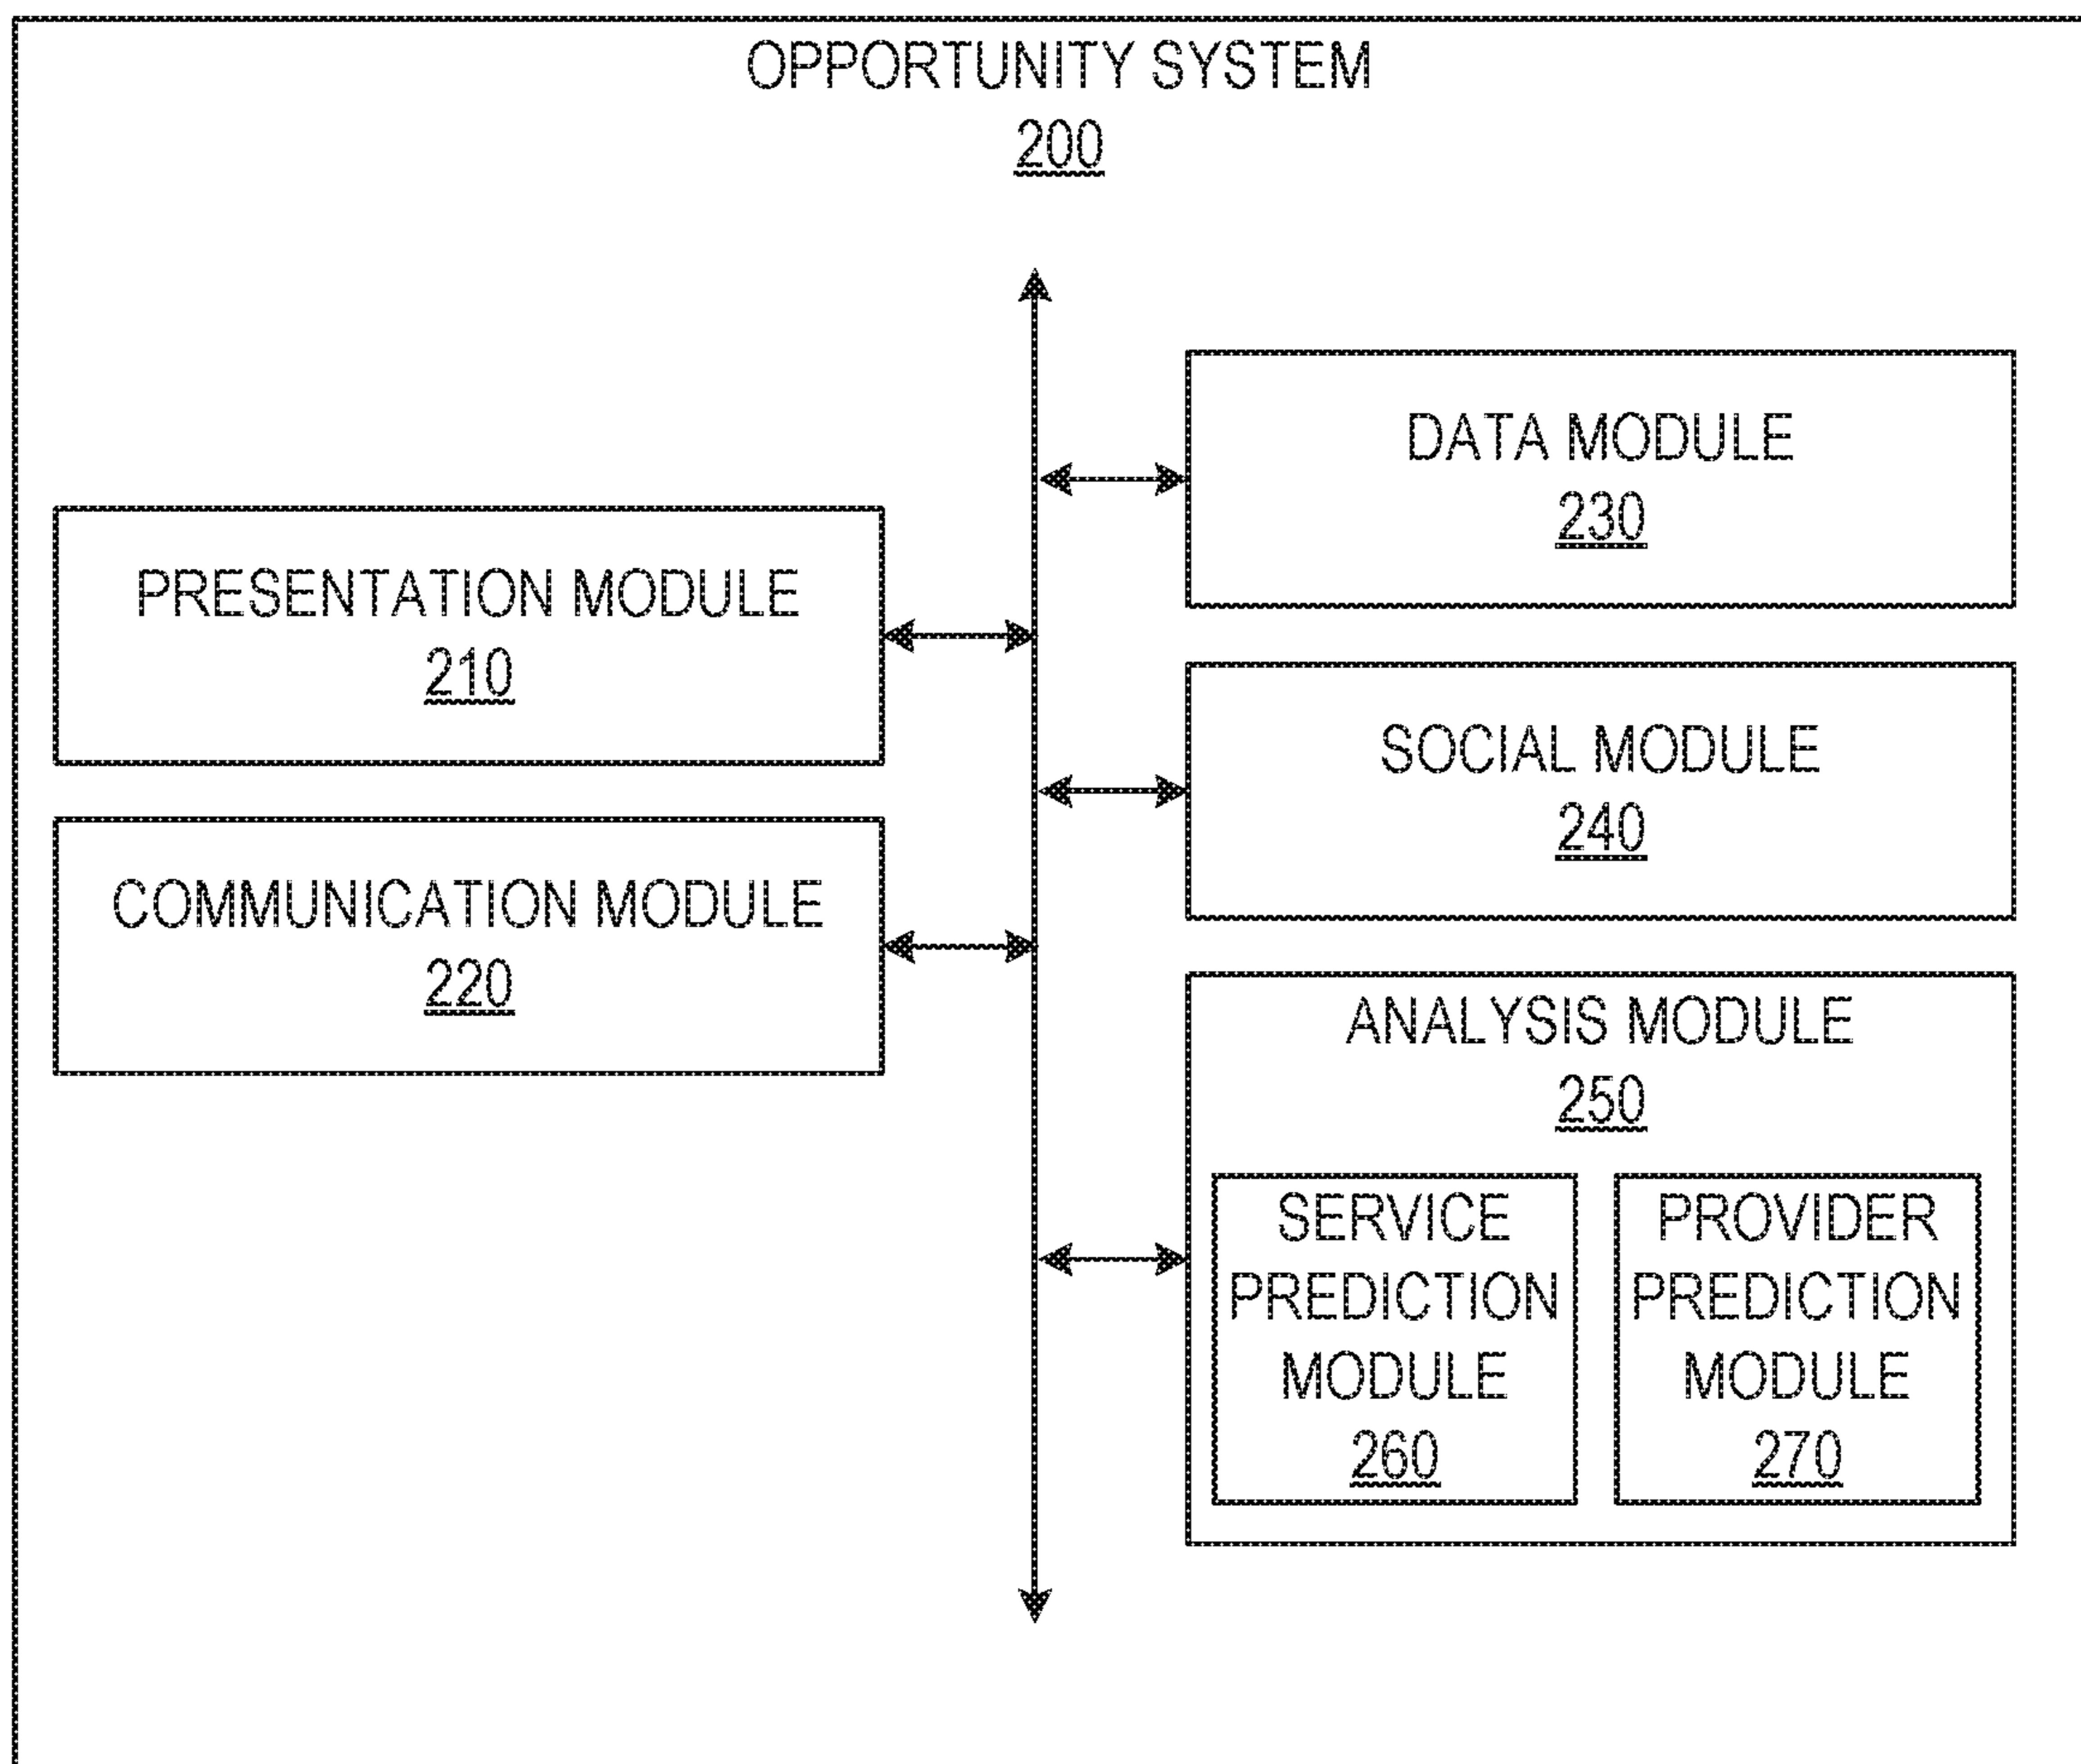 OPPORTUNITY SYSTEM
200
PRESENTATION MODULE
210
COMMUNICATION MODULE
220
DATA MODULE
230
SOCIAL MODULE
240
ANALYSIS MODULE
250
SERVICE
PREDICTION
MODULE
260
PROVIDER
PREDICTION
MODULE
270